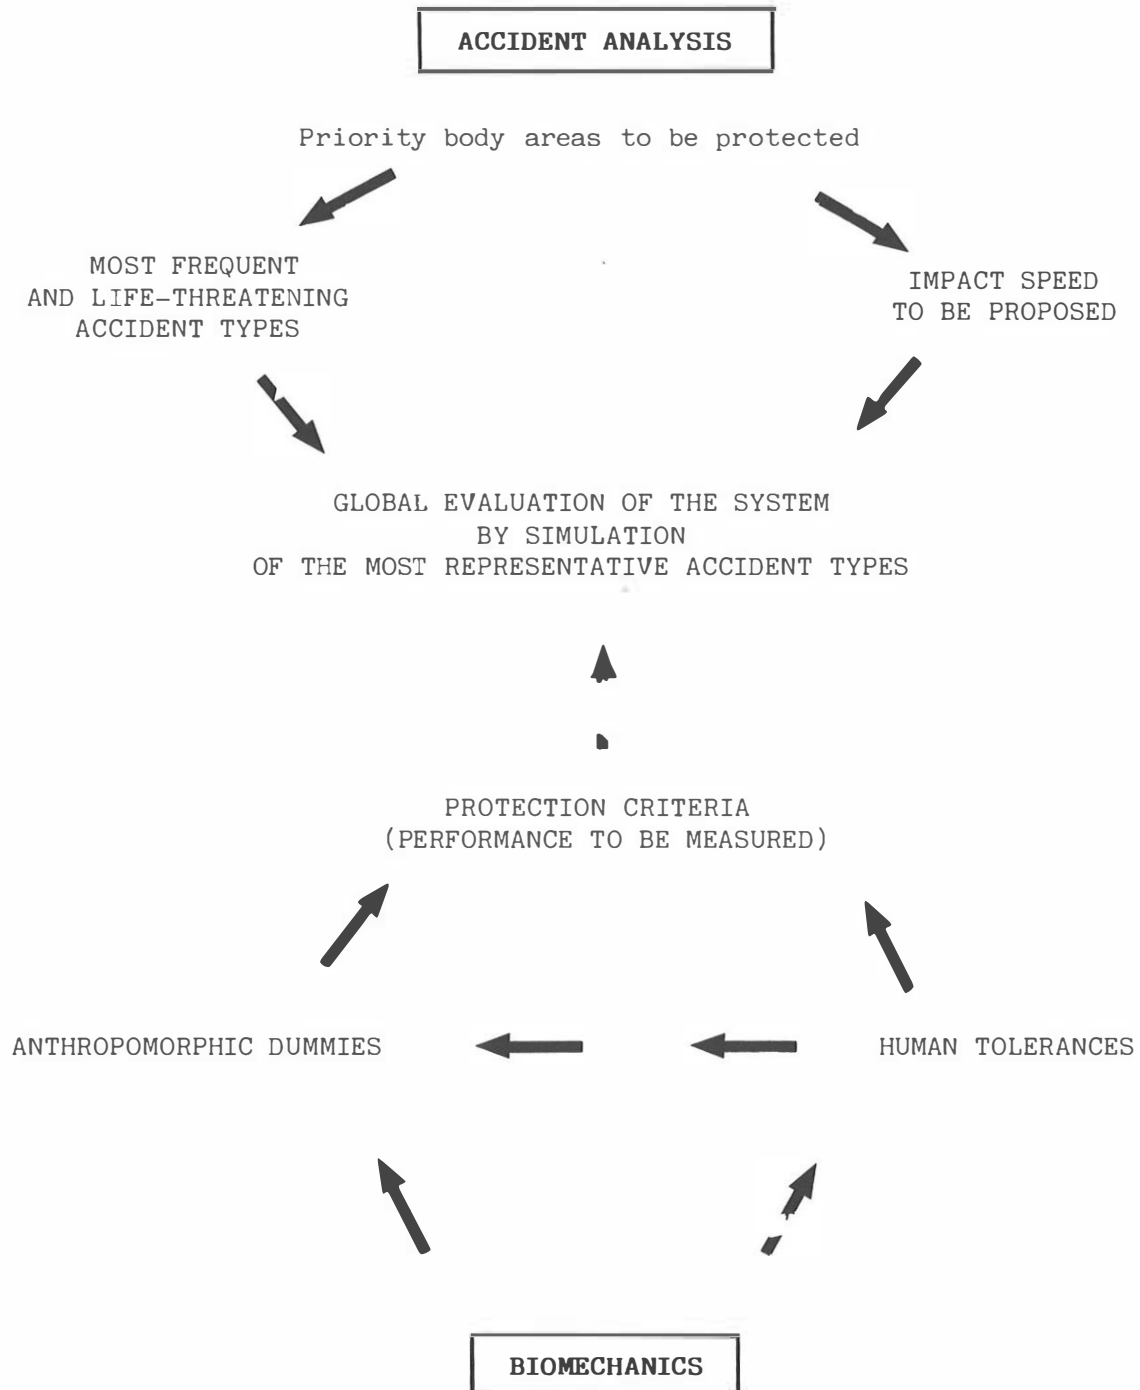 ACCIDENT ANALYSIS
Priority body areas to be protected
MOST FREQUENT
AND LIFE-THREATENING
ACCIDENT TYPES
IMPACT SPEED
TO BE PROPOSED
GLOBAL EVALUATION OF THE SYSTEM
BY SIMULATION
OF THE MOST REPRESENTATIVE ACCIDENT TYPES
PROTECTION CRITERIA
(PERFORMANCE TO BE MEASURED)
ANTHROPOMORPHIC DUMMIES
HUMAN TOLERANCES
BIOMECHANICS